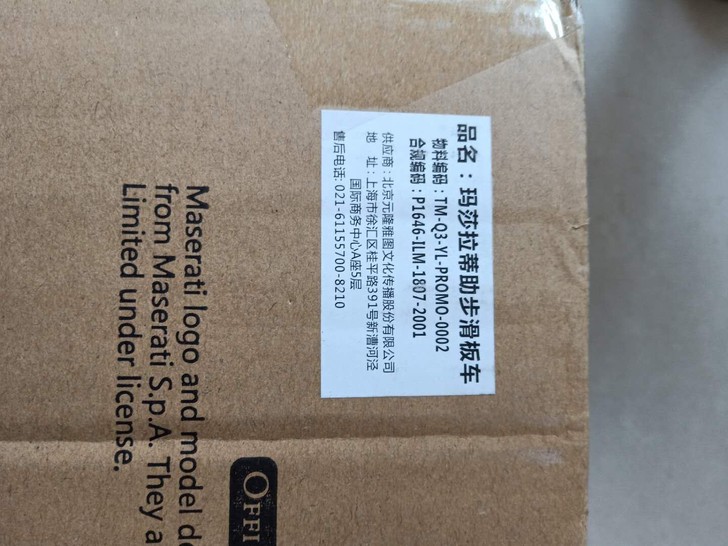 品名：玛莎拉蒂助步滑板车
物料编码：TM-Q3-YL-PROMO-0002
合规编码：P1646-ILM-1807-2001
供应商：北京元隆雅图文化传播股份有限公司
地 址：上海市徐汇区桂平路391号新漕河泾
国际商务中心A座5层
售后电话: 021-61155700-8210
Maserati logo and model de
from Maserati S.p.A. They a
Limited under license.
OFFI